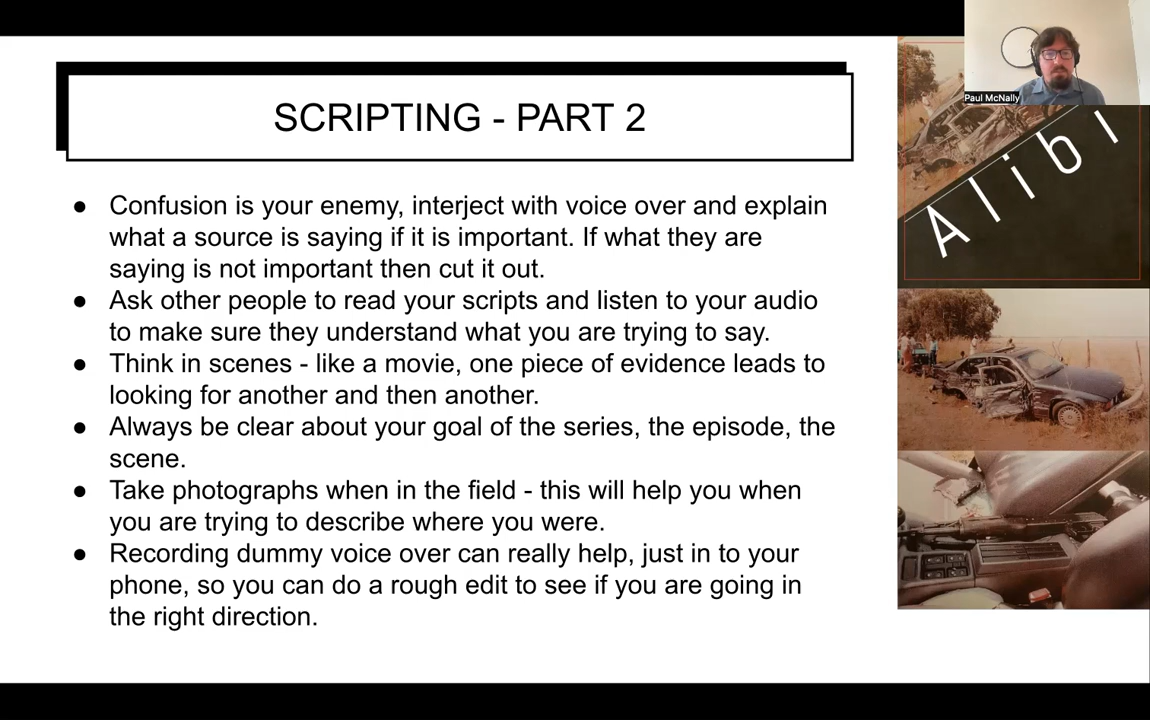 SCRIPTING - PART 2
Paul McNally
Alibi
● Confusion is your enemy, interject with voice over and explain
what a source is saying if it is important. If what they are
saying is not important then cut it out.
● Ask other people to read your scripts and listen to your audio
to make sure they understand what you are trying to say.
● Think in scenes - like a movie, one piece of evidence leads to
looking for another and then another.
● Always be clear about your goal of the series, the episode, the
scene.
● Take photographs when in the field - this will help you when
you are trying to describe where you were.
● Recording dummy voice over can really help, just in to your
phone, so you can do a rough edit to see if you are going in
the right direction.